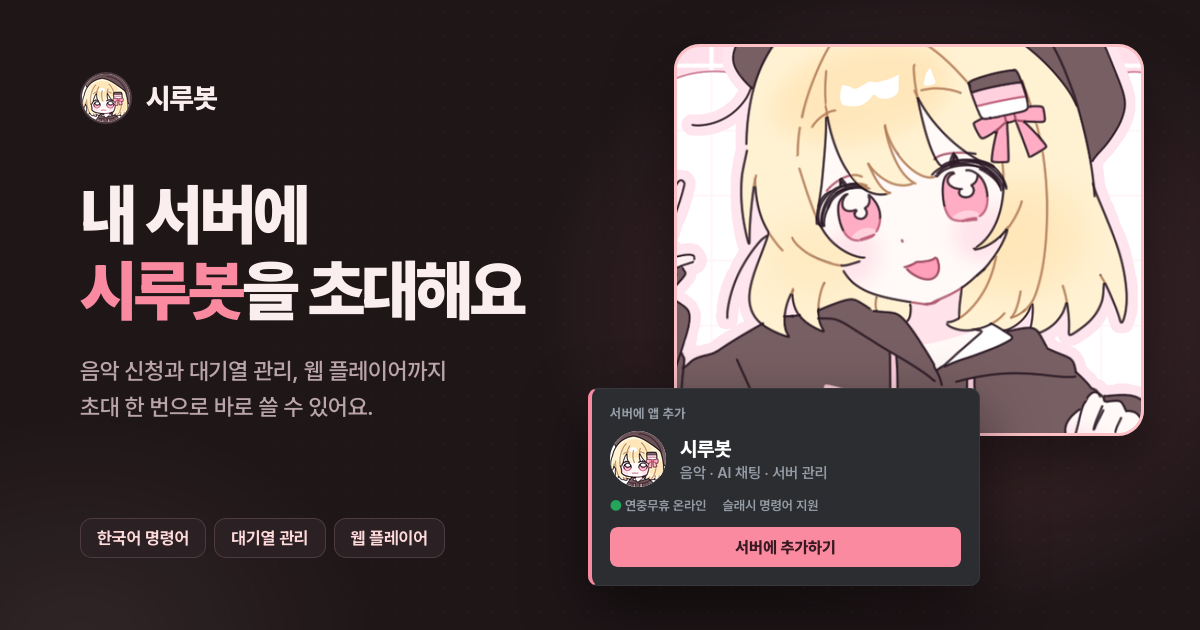 시루봇
내 서버에
시루봇을 초대해요
음악 신청과 대기열 관리, 웹 플레이어까지
초대 한 번으로 바로 쓸 수 있어요.
한국어 명령어
대기열 관리
웹 플레이어
서버에 앱 추가
시루봇
음악 · AI 채팅 · 서버 관리
연중무휴 온라인
슬래시 명령어 지원
서버에 추가하기